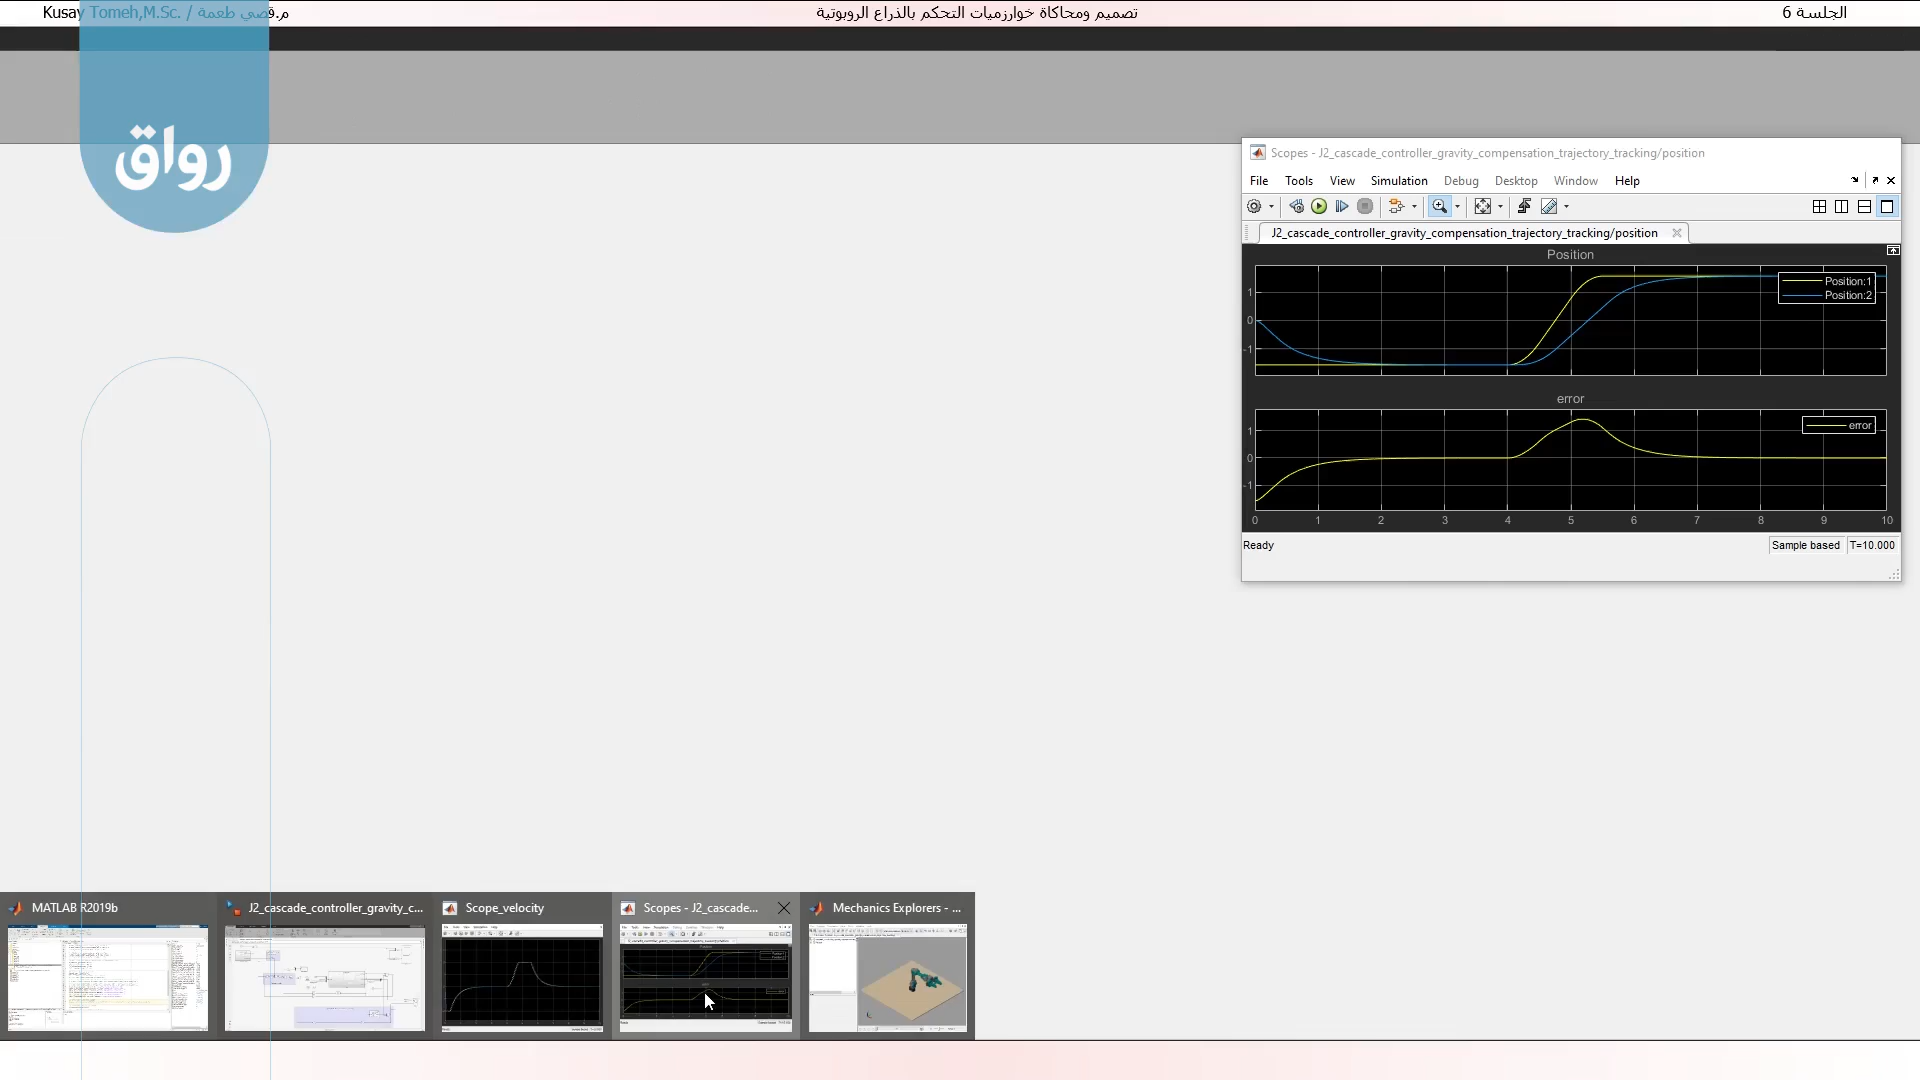 Kusay Tomeh,M.Sc. / م.قصي طعمة
تصميم ومحاكاة خوارزميات التحكم بالذراع الروبوتية
الجلسة 6
رواق
Scopes - J2_cascade_controller_gravity_compensation_trajectory_tracking/position
File Tools View Simulation Debug Desktop Window Help
J2_cascade_controller_gravity_compensation_trajectory_tracking/position
Position
Position:1
Position:2
1
0
-1
error
error
1
0
-1
0 1 2 3 4 5 6 7 8 9 10
Ready
Sample based T=10.000
MATLAB R2019b
J2_cascade_controller_gravity_c...
Scope_velocity
Scopes - J2_cascade...
Mechanics Explorers - ...